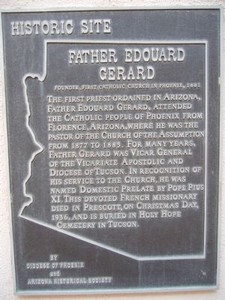 HISTORIC SITE
FATHER EDOUARD
GERARD
FOUNDER, FIRST CATHOLIC CHURCH IN PHOENIX, 1881
THE FIRST PRIEST ORDAINED IN ARIZONA,
FATHER EDOUARD GERARD, ATTENDED
THE CATHOLIC PEOPLE OF PHOENIX FROM
FLORENCE, ARIZONA, WHERE HE WAS THE
PASTOR OF THE CHURCH OF THE ASSUMPTION
FROM 1877 TO 1885. FOR MANY YEARS,
FATHER GERARD WAS VICAR GENERAL
OF THE VICARIATE APOSTOLIC AND
DIOCESE OF TUCSON. IN RECOGNITION OF
HIS SERVICE TO THE CHURCH, HE WAS
NAMED DOMESTIC PRELATE BY POPE PIUS
XI. THIS DEVOTED FRENCH MISSIONARY
DIED IN PRESCOTT, ON CHRISTMAS DAY,
1936, AND IS BURIED IN HOLY HOPE
CEMETERY IN TUCSON.
BY
DIOCESE OF PHOENIX
AND
ARIZONA HISTORICAL SOCIETY